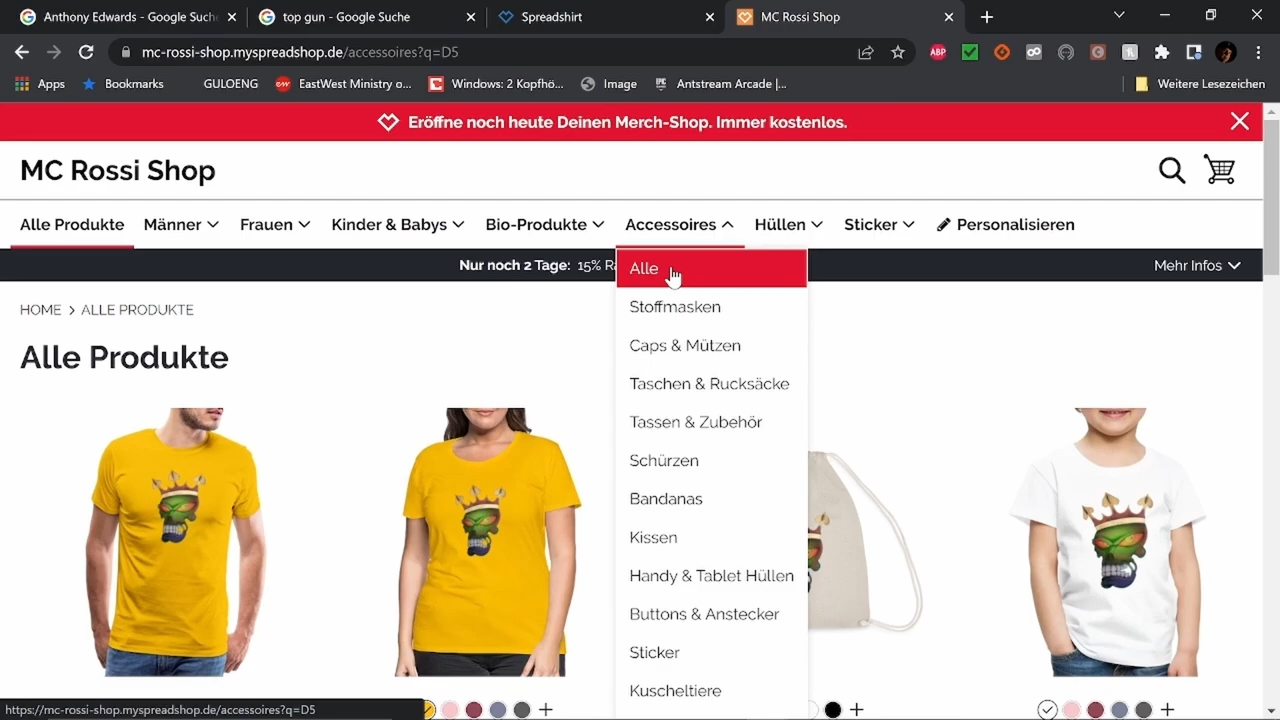 Anthony Edwards - Google Suche
top gun - Google Suche
Spreadshirt
MC Rossi Shop
mc-rossi-shop.myspreadshop.de/accessoires?q=D5
ABP
Apps
Bookmarks
GULOENG
EastWest Ministry o...
Windows: 2 Kopfhö...
Image
Antstream Arcade |...
Weitere Lesezeichen
Eröffne noch heute Deinen Merch-Shop. Immer kostenlos.
MC Rossi Shop
Alle Produkte
Männer
Frauen
Kinder & Babys
Bio-Produkte
Accessoires
Hüllen
Sticker
Personalisieren
Nur noch 2 Tage: 15% Ra
Mehr Infos
Alle
Stoffmasken
Caps & Mützen
Taschen & Rucksäcke
Tassen & Zubehör
Schürzen
Bandanas
Kissen
Handy & Tablet Hüllen
Buttons & Anstecker
Sticker
Kuscheltiere
HOME > ALLE PRODUKTE
Alle Produkte
https://mc-rossi-shop.myspreadshop.de/accessoires?q=D5